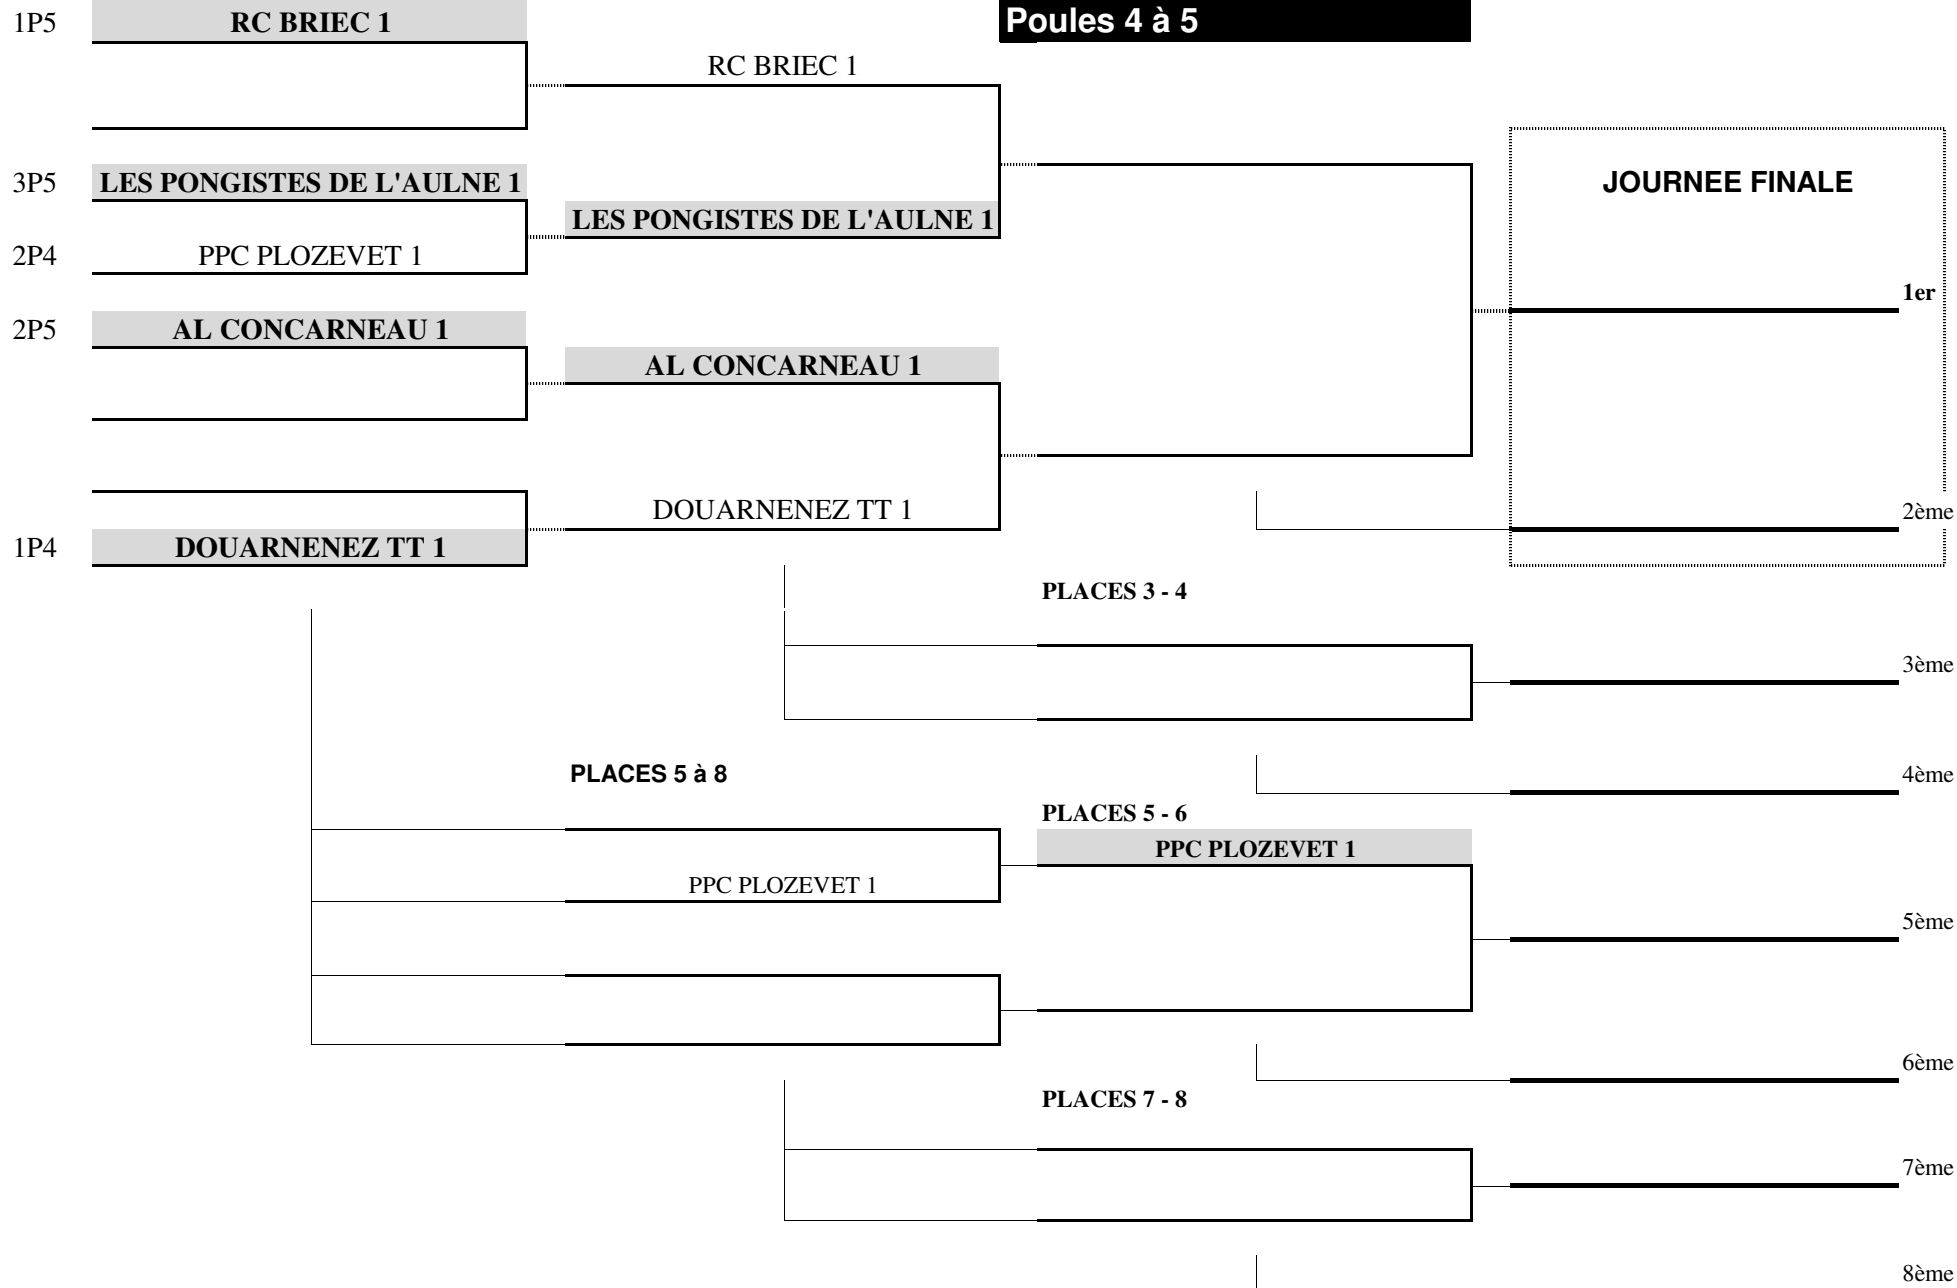 1P5
RC BRIEC 1
Poules 4 à 5
RC BRIEC 1
3P5
LES PONGISTES DE L'AULNE 1
JOURNEE FINALE
LES PONGISTES DE L'AULNE 1
2P4
PPC PLOZEVET 1
1er
2P5
AL CONCARNEAU 1
AL CONCARNEAU 1
DOUARNENEZ TT 1
2ème
1P4
DOUARNENEZ TT 1
PLACES 3 - 4
3ème
PLACES 5 à 8
4ème
PLACES 5 - 6
PPC PLOZEVET 1
PPC PLOZEVET 1
5ème
6ème
PLACES 7 - 8
7ème
8ème